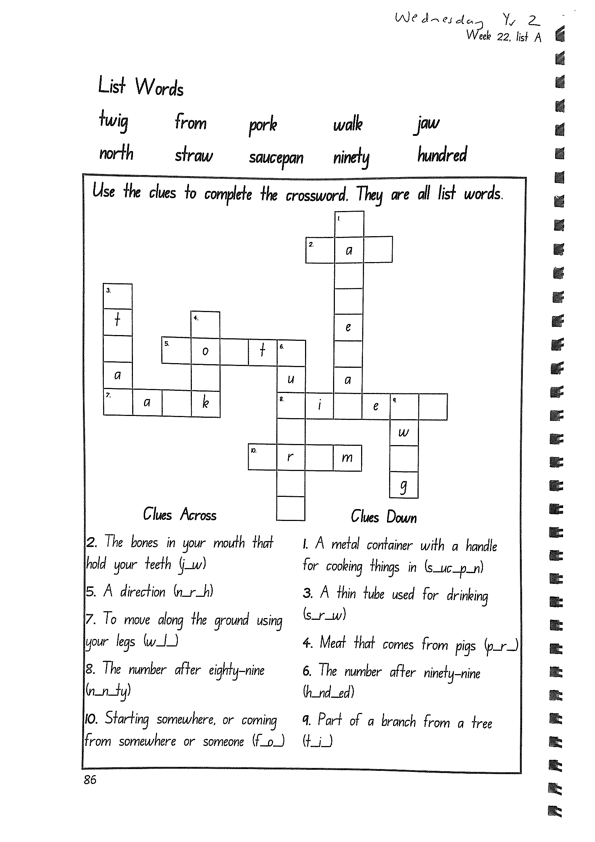 Wednesday Yr 2
Week 22, list A
List Words
twig from pork walk jaw
north straw saucepan ninety hundred
Use the clues to complete the crossword. They are all list words.
1.
2. a
3.
t 4. e
5. o t 6.
a u a
7. a k 8. i e 9.
w
10. r m
g
Clues Across
2. The bones in your mouth that
hold your teeth (j_w)
5. A direction (n_r_h)
7. To move along the ground using
your legs (w_l_)
8. The number after eighty-nine
(n_n_ty)
10. Starting somewhere, or coming
from somewhere or someone (f_o_)
Clues Down
1. A metal container with a handle
for cooking things in (s_uc_p_n)
3. A thin tube used for drinking
(s_r_w)
4. Meat that comes from pigs (p_r_)
6. The number after ninety-nine
(h_nd_ed)
9. Part of a branch from a tree
(t_i_)
86